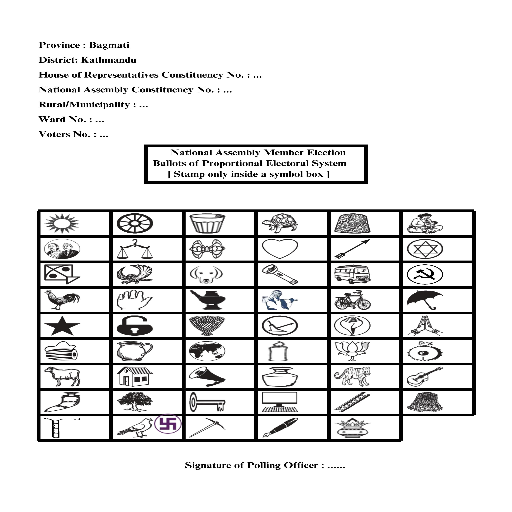 Province : Bagmati
District: Kathmandu
House of Representatives Constituency No. : ...
National Assembly Constituency No. : ...
Rural/Municipality : ...
Ward No. : ...
Voters No. : ...
National Assembly Member Election
Ballots of Proportional Electoral System
[ Stamp only inside a symbol box ]
Signature of Polling Officer : ......